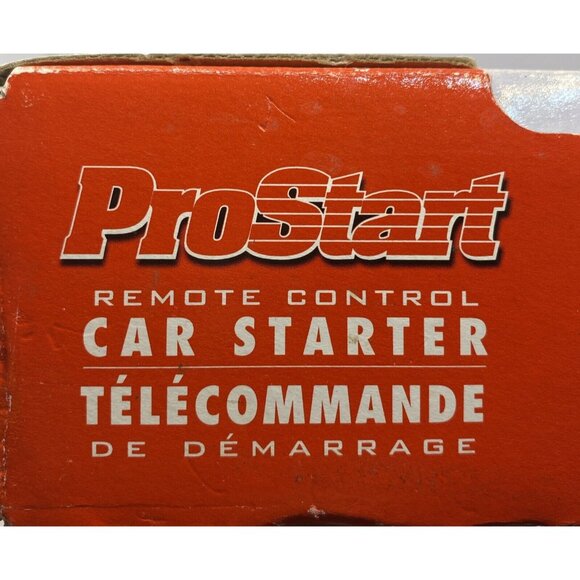 ProStart
REMOTE CONTROL
CAR STARTER
TÉLÉCOMMANDE
DE DÉMARRAGE